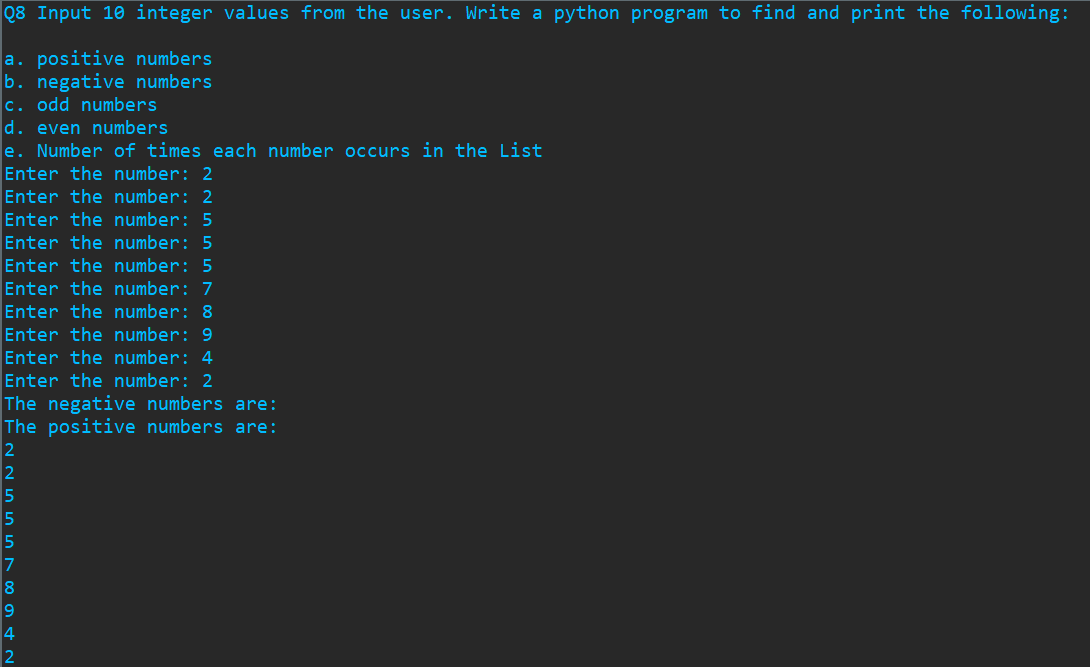 Q8 Input 10 integer values from the user. Write a python program to find and print the following:
a. positive numbers
b. negative numbers
c. odd numbers
d. even numbers
e. Number of times each number occurs in the List
Enter the number: 2
Enter the number: 2
Enter the number: 5
Enter the number: 5
Enter the number: 5
Enter the number: 7
Enter the number: 8
Enter the number: 9
Enter the number: 4
Enter the number: 2
The negative numbers are:
The positive numbers are:
2
2
5
5
5
7
8
9
4
2